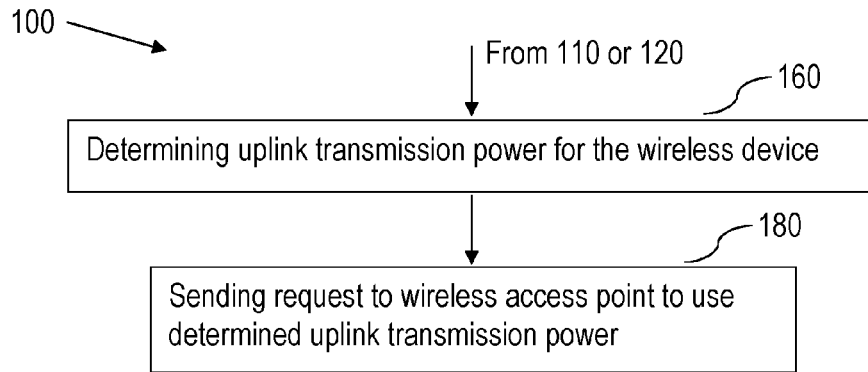 100
From 110 or 120
160
Determining uplink transmission power for the wireless device
180
Sending request to wireless access point to use
determined uplink transmission power